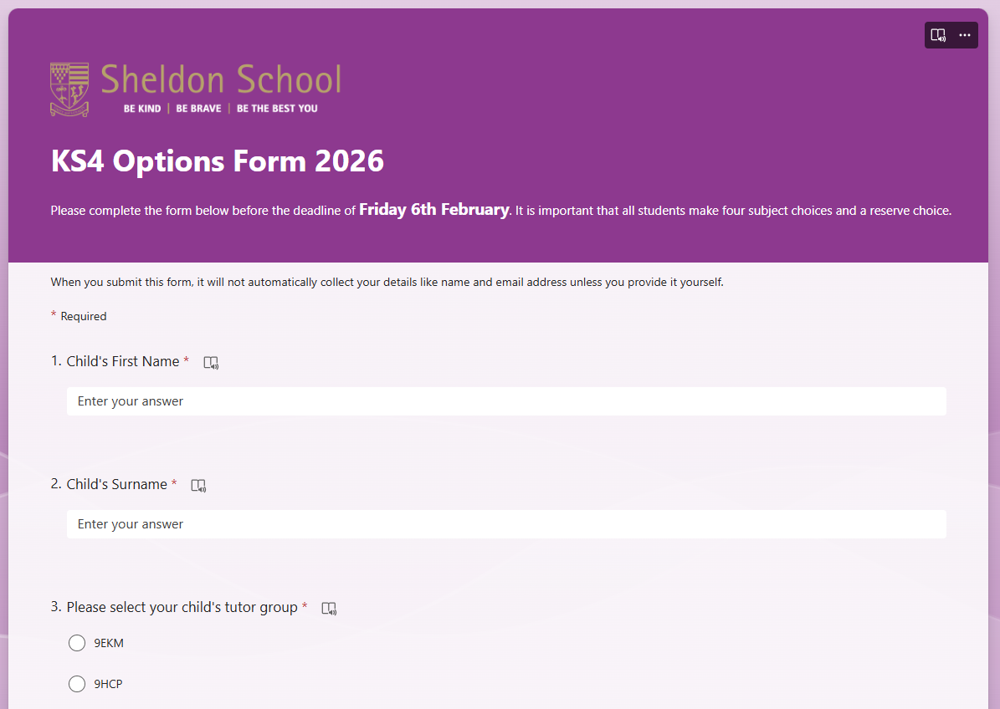 Sheldon School
BE KIND | BE BRAVE | BE THE BEST YOU
KS4 Options Form 2026
Please complete the form below before the deadline of Friday 6th February. It is important that all students make four subject choices and a reserve choice.
When you submit this form, it will not automatically collect your details like name and email address unless you provide it yourself.
* Required
1. Child's First Name *
Enter your answer
2. Child's Surname *
Enter your answer
3. Please select your child's tutor group *
9EKM
9HCP